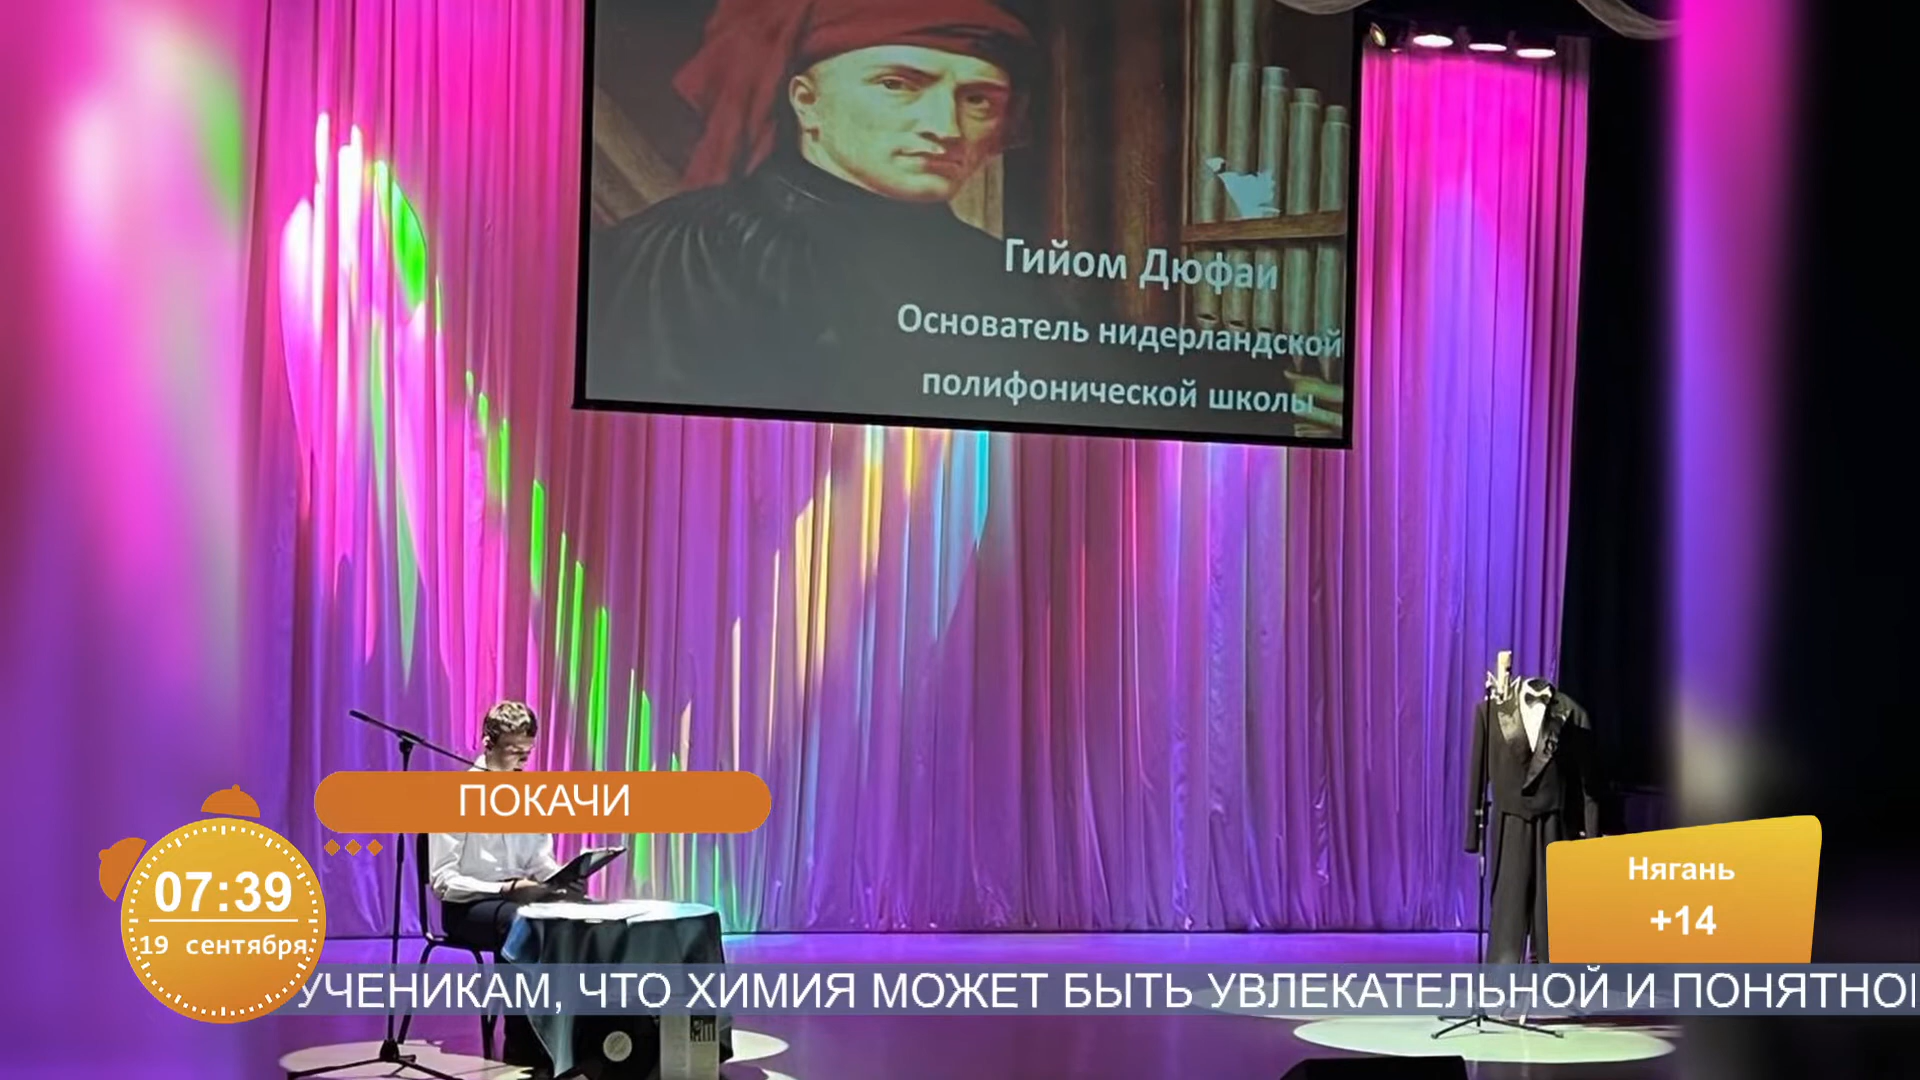 Гийом Дюфаи
Основатель нидерландской
полифонической школы
ПОКАЧИ
07:39
19 сентября
Нягань
+14
УЧЕНИКАМ, ЧТО ХИМИЯ МОЖЕТ БЫТЬ УВЛЕКАТЕЛЬНОЙ И ПОНЯТНОЙ